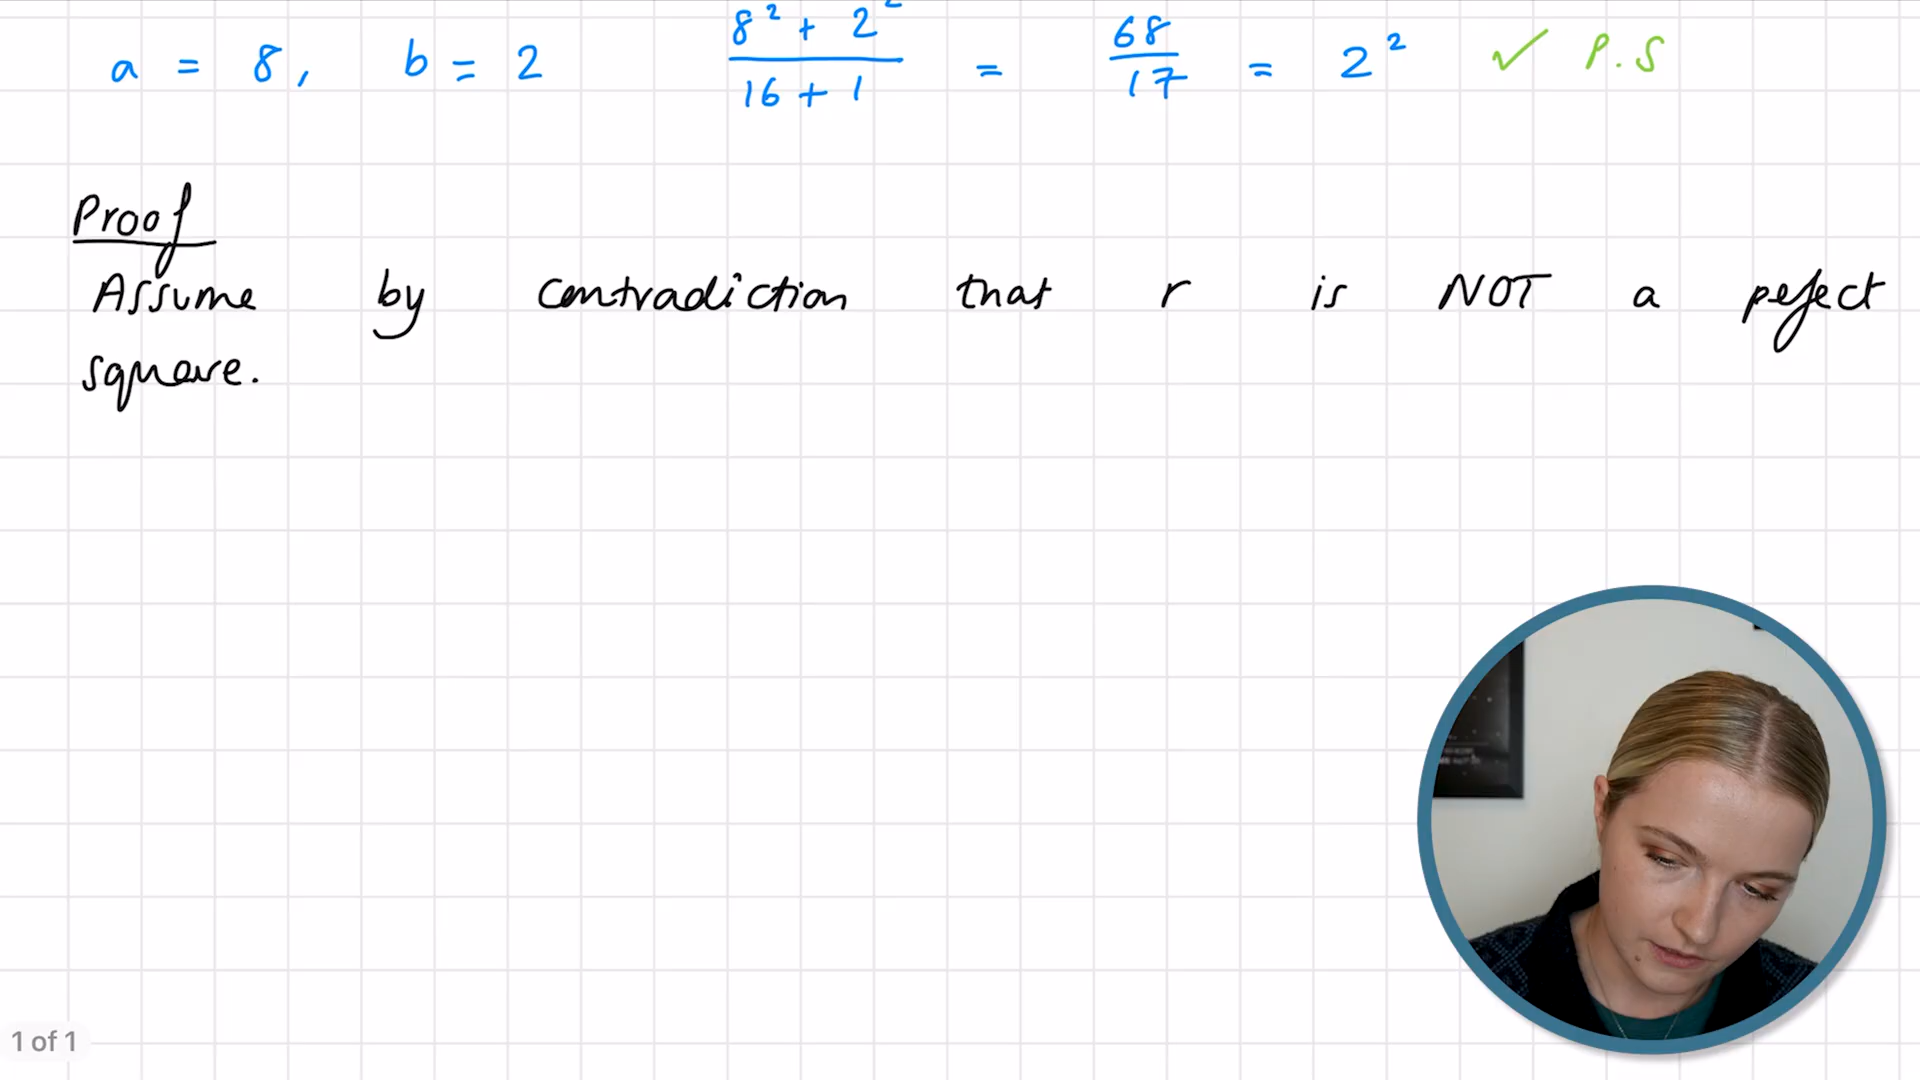 a = 8, b = 2 8² + 2² / 16 + 1 = 68 / 17 = 2² ✓ P.S
Proof
Assume by contradiction that r is NOT a pefect
square.
1 of 1